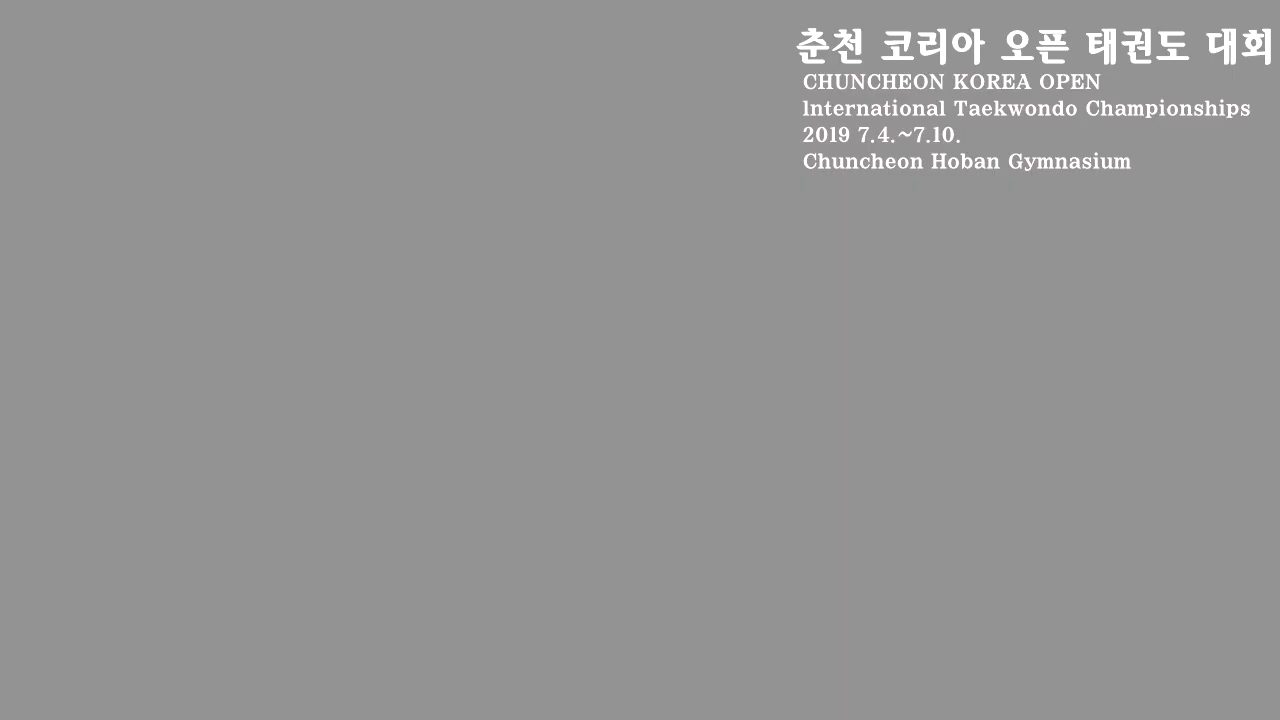 춘천 코리아 오픈 태권도 대회
CHUNCHEON KOREA OPEN
International Taekwondo Championships
2019 7.4.~7.10.
Chuncheon Hoban Gymnasium